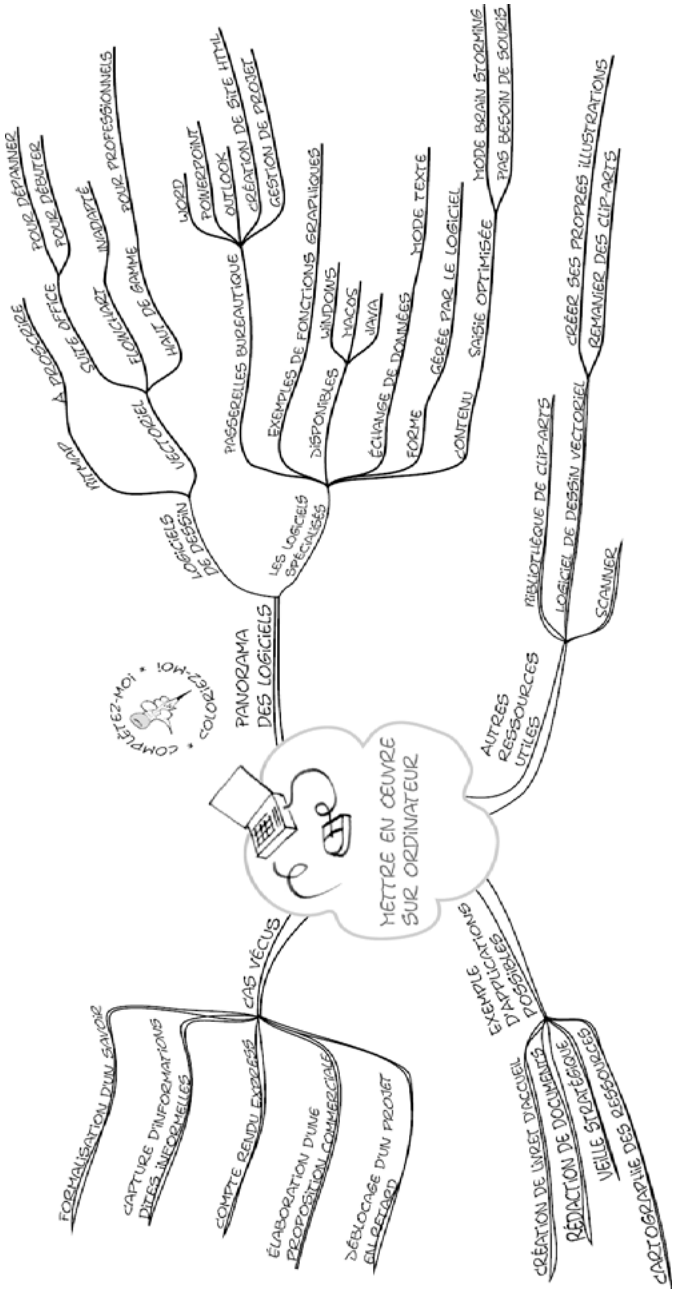 METTRE EN ŒUVRE
SUR ORDINATEUR
* COMPLÉTEZ-MOI * COLORIEZ-MOI
PANORAMA
DES LOGICIELS
LOGICIELS
DE DESSIN
BITMAP
A PROSCRIRE
VECTORIEL
SUITE OFFICE
POUR DÉPANNER
POUR DÉBUTER
FLOWCHART
INADAPTÉ
HAUT DE GAMME
POUR PROFESSIONNELS
LES LOGICIELS
SPÉCIALISÉS
PASSERELLES BUREAUTIQUE
WORD
POWERPOINT
OUTLOOK
CRÉATION DE SITE HTML
GESTION DE PROJET
EXEMPLES DE FONCTIONS GRAPHIQUES
DISPONIBLES
WINDOWS
MACOS
JAVA
ÉCHANGE DE DONNÉES
MODE TEXTE
FORME
GÉRÉE PAR LE LOGICIEL
CONTENU
SAISIE OPTIMISÉE
MODE BRAIN STORMING
PAS BESOIN DE SOURIS
AUTRES
RESSOURCES
UTILES
BIBLIOTHÈQUE DE CLIP-ARTS
LOGICIEL DE DESSIN VECTORIEL
CRÉER SES PROPRES ILLUSTRATIONS
REMANIER DES CLIP-ARTS
SCANNER
EXEMPLE
D'APPLICATIONS
POSSIBLES
CRÉATION DE LIVRET D'ACCUEIL
RÉDACTION DE DOCUMENTS
VEILLE STRATÉGIQUE
CARTOGRAPHIE DES RESSOURCES
CAS VÉCUS
FORMALISATION D'UN SAVOIR
CAPTURE D'INFORMATIONS
DITES INFORMELLES
COMPTE RENDU EXPRESS
ÉLABORATION D'UNE
PROPOSITION COMMERCIALE
DÉBLOCAGE D'UN PROJET
EN RETARD